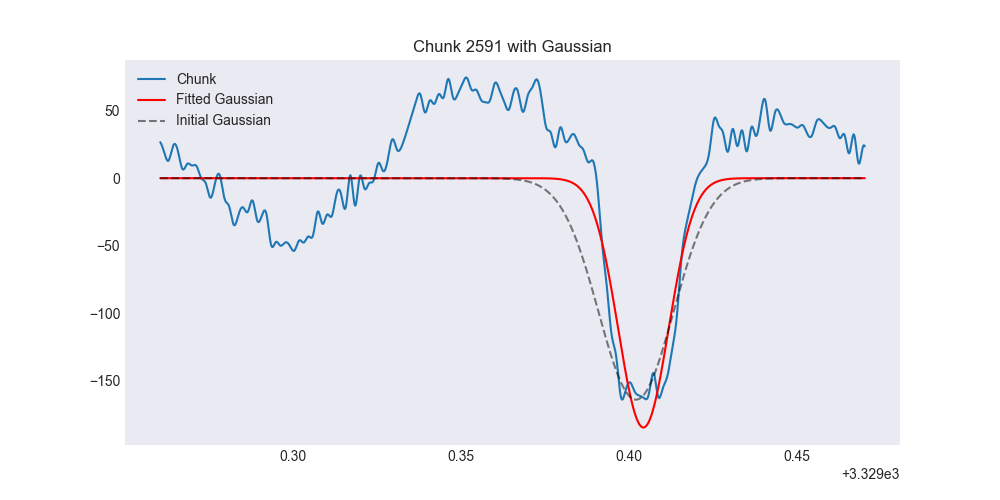 Chunk 2591 with Gaussian
Chunk
Fitted Gaussian
Initial Gaussian
50
0
−50
−100
−150
0.30 0.35 0.40 0.45
+3.329e3